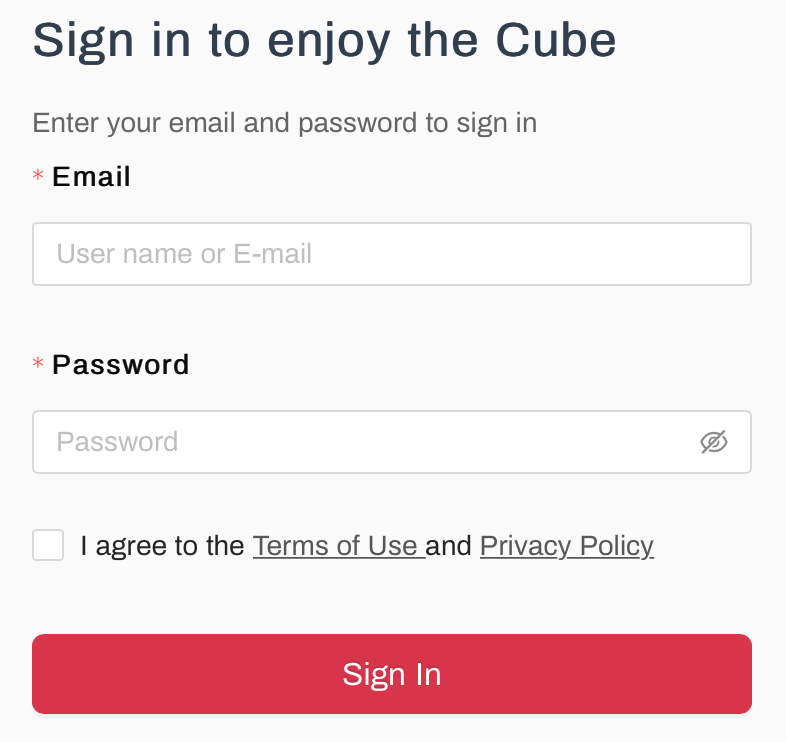 Sign in to enjoy the Cube
Enter your email and password to sign in
* Email
User name or E-mail
* Password
Password
I agree to the Terms of Use and Privacy Policy
Sign In